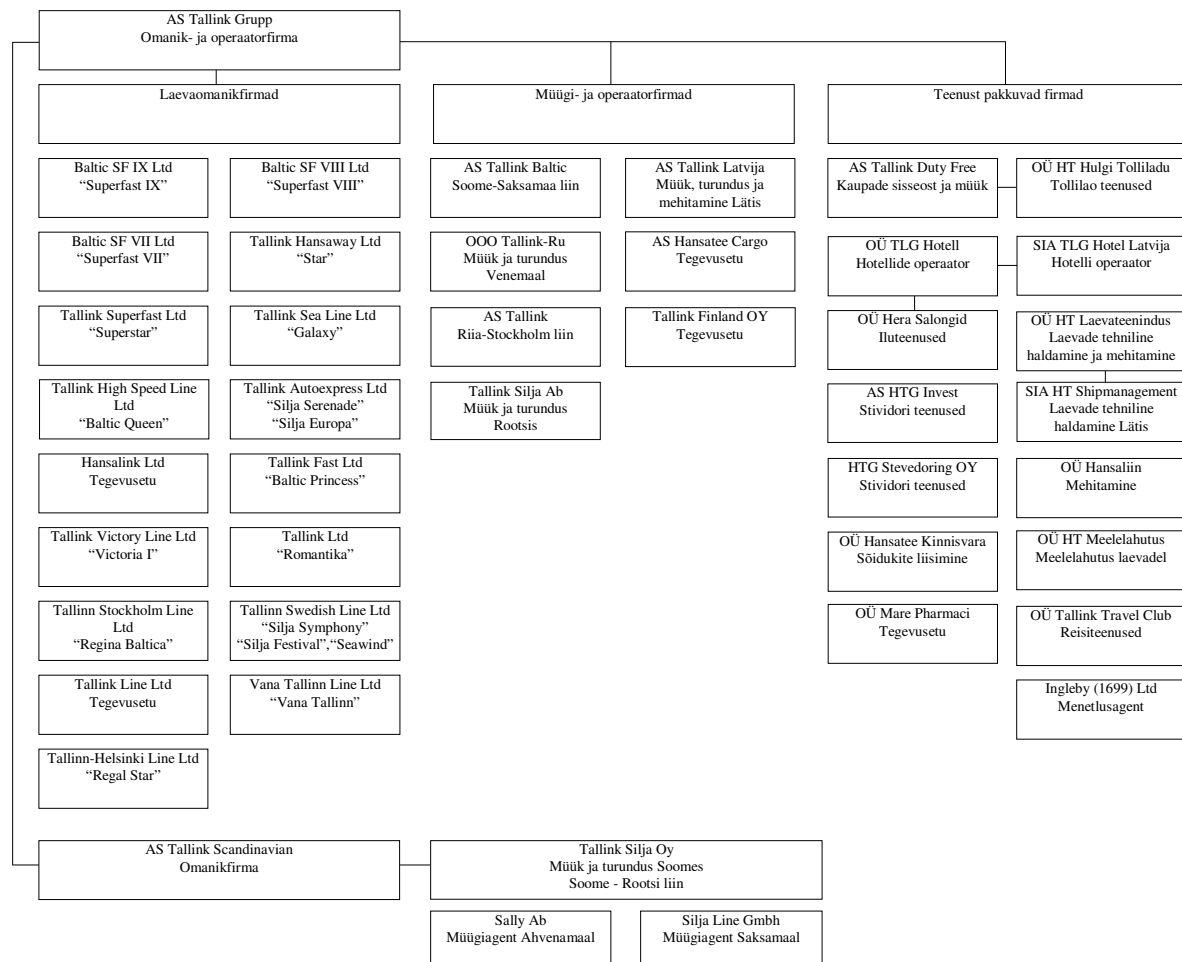 AS Tallink Grupp
Omanik- ja operaatorfirma
Laevaomanikfirmad
Müügi- ja operaatorfirmad
Teenust pakkuvad firmad
Baltic SF IX Ltd
“Superfast IX”
Baltic SF VIII Ltd
“Superfast VIII”
AS Tallink Baltic
Soome-Saksamaa liin
AS Tallink Latvija
Müük, turundus ja
mehitamine Lätis
AS Tallink Duty Free
Kaupade sisseost ja müük
OÜ HT Hulgi Tolliladu
Tollilao teenused
Baltic SF VII Ltd
“Superfast VII”
Tallink Hansaway Ltd
“Star”
OOO Tallink-Ru
Müük ja turundus
Venemaal
AS Hansatee Cargo
Tegevusetu
OÜ TLG Hotell
Hotellide operaator
SIA TLG Hotel Latvija
Hotelli operaator
Tallink Superfast Ltd
“Superstar”
Tallink Sea Line Ltd
“Galaxy”
AS Tallink
Riia-Stockholm liin
Tallink Finland OY
Tegevusetu
OÜ Hera Salongid
Iluteenused
OÜ HT Laevateenindus
Laevade tehniline
haldamine ja mehitamine
Tallink High Speed Line
Ltd
“Baltic Queen”
Tallink Autoexpress Ltd
“Silja Serenade”
“Silja Europa”
Tallink Silja Ab
Müük ja turundus
Rootsis
AS HTG Invest
Stividori teenused
SIA HT Shipmanagement
Laevade tehniline
haldamine Lätis
Hansalink Ltd
Tegevusetu
Tallink Fast Ltd
“Baltic Princess”
HTG Stevedoring OY
Stividori teenused
OÜ Hansaliin
Mehitamine
Tallink Victory Line Ltd
“Victoria I”
Tallink Ltd
“Romantika”
OÜ Hansatee Kinnisvara
Sõidukite liisimine
OÜ HT Meelelahutus
Meelelahutus laevadel
Tallinn Stockholm Line
Ltd
“Regina Baltica”
Tallinn Swedish Line Ltd
“Silja Symphony”
“Silja Festival”,“Seawind”
OÜ Mare Pharmaci
Tegevusetu
OÜ Tallink Travel Club
Reisiteenused
Tallink Line Ltd
Tegevusetu
Vana Tallinn Line Ltd
“Vana Tallinn”
Ingleby (1699) Ltd
Menetlusagent
Tallinn-Helsinki Line Ltd
“Regal Star”
AS Tallink Scandinavian
Omanikfirma
Tallink Silja Oy
Müük ja turundus Soomes
Soome - Rootsi liin
Sally Ab
Müügiagent Ahvenamaal
Silja Line Gmbh
Müügiagent Saksamaal